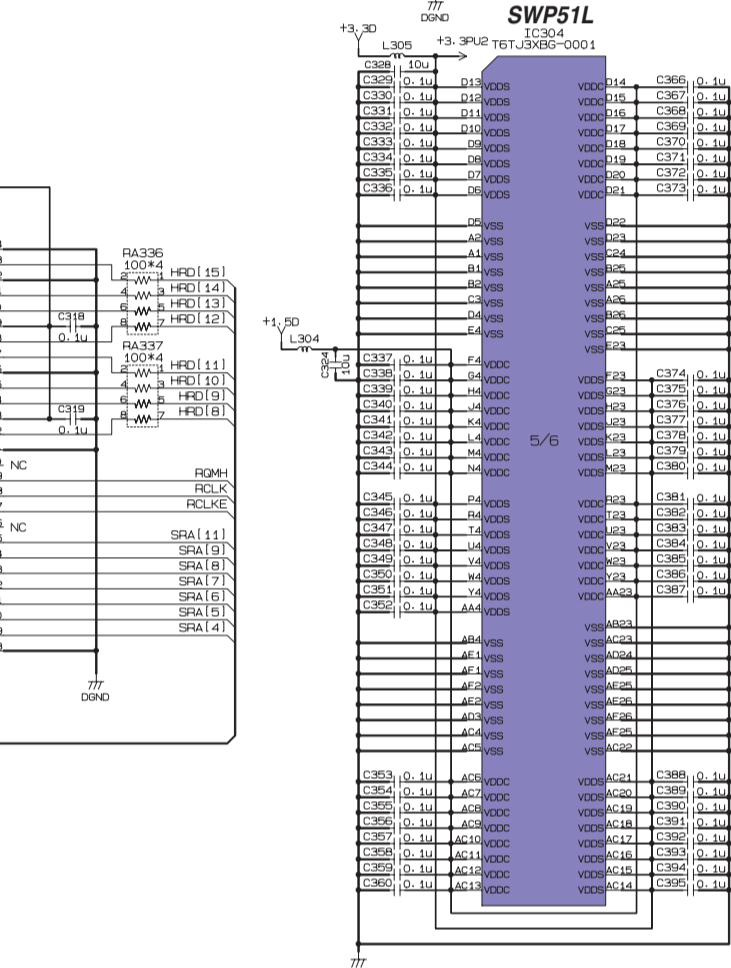 DGND
SWP51L
IC304
T6TJ3XBG-0001
+3.3D
L305
+3.3PU2
C328 10u
C329 0.1u D13 VDDS VDDC D14 C366 0.1u
C330 0.1u D12 VDDS VDDC D15 C367 0.1u
C331 0.1u D11 VDDS VDDC D16 C368 0.1u
C332 0.1u D10 VDDS VDDC D17 C369 0.1u
C333 0.1u D9 VDDS VDDC D18 C370 0.1u
C334 0.1u D8 VDDS VDDC D19 C371 0.1u
C335 0.1u D7 VDDS VDDC D20 C372 0.1u
C336 0.1u D6 VDDS VDDC D21 C373 0.1u
D5 VSS VSS D22
A2 VSS VSS D23
A1 VSS VSS C24
B1 VSS VSS B25
B2 VSS VSS A25
C3 VSS VSS A26
D4 VSS VSS B26
E4 VSS VSS C25
VSS E23
+1.5D
L304
C324
10u
C337 0.1u F4 VDDC
C338 0.1u G4 VDDC VDDS F23 C374 0.1u
C339 0.1u H4 VDDC VDDS G23 C375 0.1u
C340 0.1u J4 VDDC VDDS H23 C376 0.1u
C341 0.1u K4 VDDC VDDS J23 C377 0.1u
C342 0.1u L4 VDDC VDDS K23 C378 0.1u
C343 0.1u M4 VDDC VDDS L23 C379 0.1u
C344 0.1u N4 VDDC VDDS M23 C380 0.1u
5/6
C345 0.1u P4 VDDS VDDC R23 C381 0.1u
C346 0.1u R4 VDDS VDDC T23 C382 0.1u
C347 0.1u T4 VDDS VDDC U23 C383 0.1u
C348 0.1u U4 VDDS VDDC V23 C384 0.1u
C349 0.1u V4 VDDS VDDC W23 C385 0.1u
C350 0.1u W4 VDDS VDDC Y23 C386 0.1u
C351 0.1u Y4 VDDS VDDC AA23 C387 0.1u
C352 0.1u AA4 VDDS
VSS AB23
AB4 VSS VSS AC23
AE1 VSS VSS AD24
AF1 VSS VSS AD25
AF2 VSS VSS AE25
AE2 VSS VSS AE26
AD3 VSS VSS AF26
AC4 VSS VSS AF25
AC5 VSS VSS AC22
C353 0.1u AC6 VDDC VDDS AC21 C388 0.1u
C354 0.1u AC7 VDDC VDDS AC20 C389 0.1u
C355 0.1u AC8 VDDC VDDS AC19 C390 0.1u
C356 0.1u AC9 VDDC VDDS AC18 C391 0.1u
C357 0.1u AC10 VDDC VDDS AC17 C392 0.1u
C358 0.1u AC11 VDDC VDDS AC16 C393 0.1u
C359 0.1u AC12 VDDC VDDS AC15 C394 0.1u
C360 0.1u AC13 VDDC VDDS AC14 C395 0.1u
RA336
100*4
2 1 HRD[15]
4 3 HRD[14]
6 5 HRD[13]
8 7 HRD[12]
C318
0.1u
RA337
100*4
2 1 HRD[11]
4 3 HRD[10]
6 5 HRD[9]
8 7 HRD[8]
C319
0.1u
NC
RQMH
RCLK
RCLKE
NC
SRA[11]
SRA[9]
SRA[8]
SRA[7]
SRA[6]
SRA[5]
SRA[4]
DGND